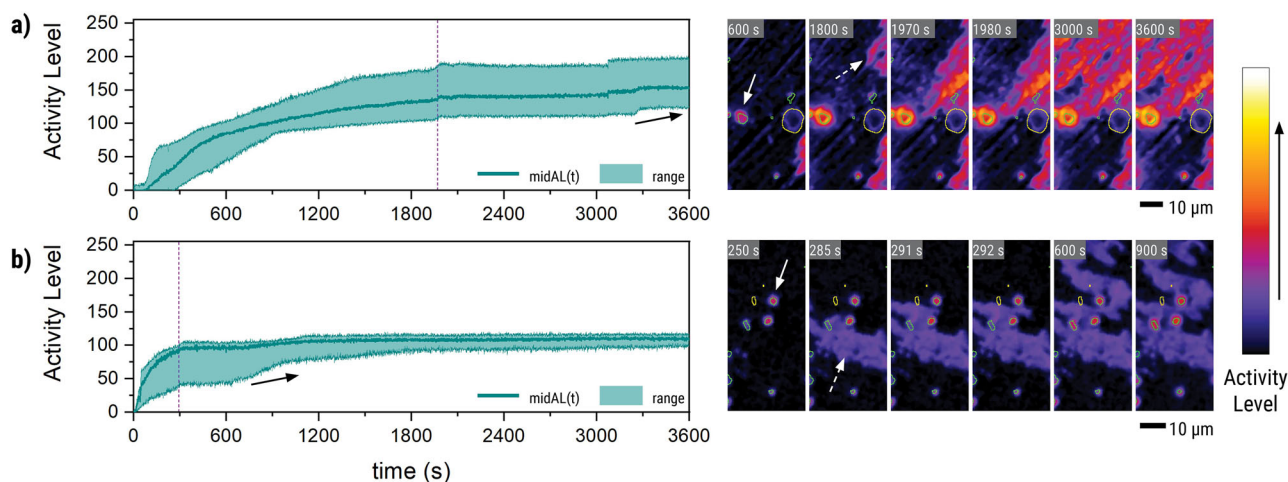 a)
Activity Level
250
200
150
100
50
0
midAL(t) range
0 600 1200 1800 2400 3000 3600
600 s 1800 s 1970 s 1980 s 3000 s 3600 s
10 µm
b)
Activity Level
250
200
150
100
50
0
midAL(t) range
0 600 1200 1800 2400 3000 3600
time (s)
250 s 285 s 291 s 292 s 600 s 900 s
10 µm
Activity
Level